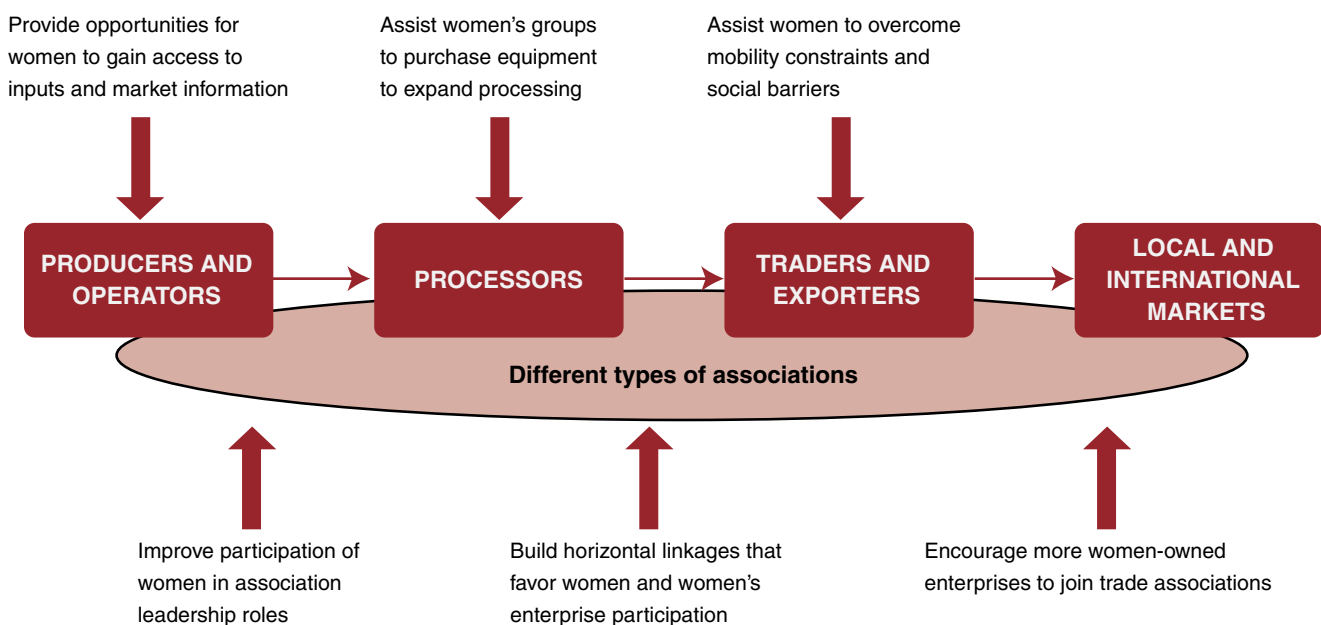 Provide opportunities for
women to gain access to
inputs and market information
Assist women’s groups
to purchase equipment
to expand processing
Assist women to overcome
mobility constraints and
social barriers
PRODUCERS AND
OPERATORS
PROCESSORS
TRADERS AND
EXPORTERS
LOCAL AND
INTERNATIONAL
MARKETS
Different types of associations
Improve participation of
women in association
leadership roles
Build horizontal linkages that
favor women and women’s
enterprise participation
Encourage more women-owned
enterprises to join trade associations